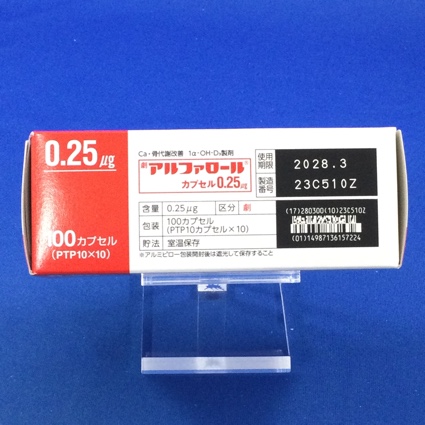 0.25μg
100カプセル
(PTP10×10)
Ca・骨代謝改善 1α-OH-D₃製剤
劇 アルファロール®
カプセル0.25㎍
含量 0.25㎍ 区分 劇
包装 100カプセル
(PTP10カプセル×10)
貯法 室温保存
※アルミピロー包装開封後は遮光して保存すること
使用期限 2028.3
製造番号 23C510Z
(17)280300(10)23C510Z
(01)14987136157224